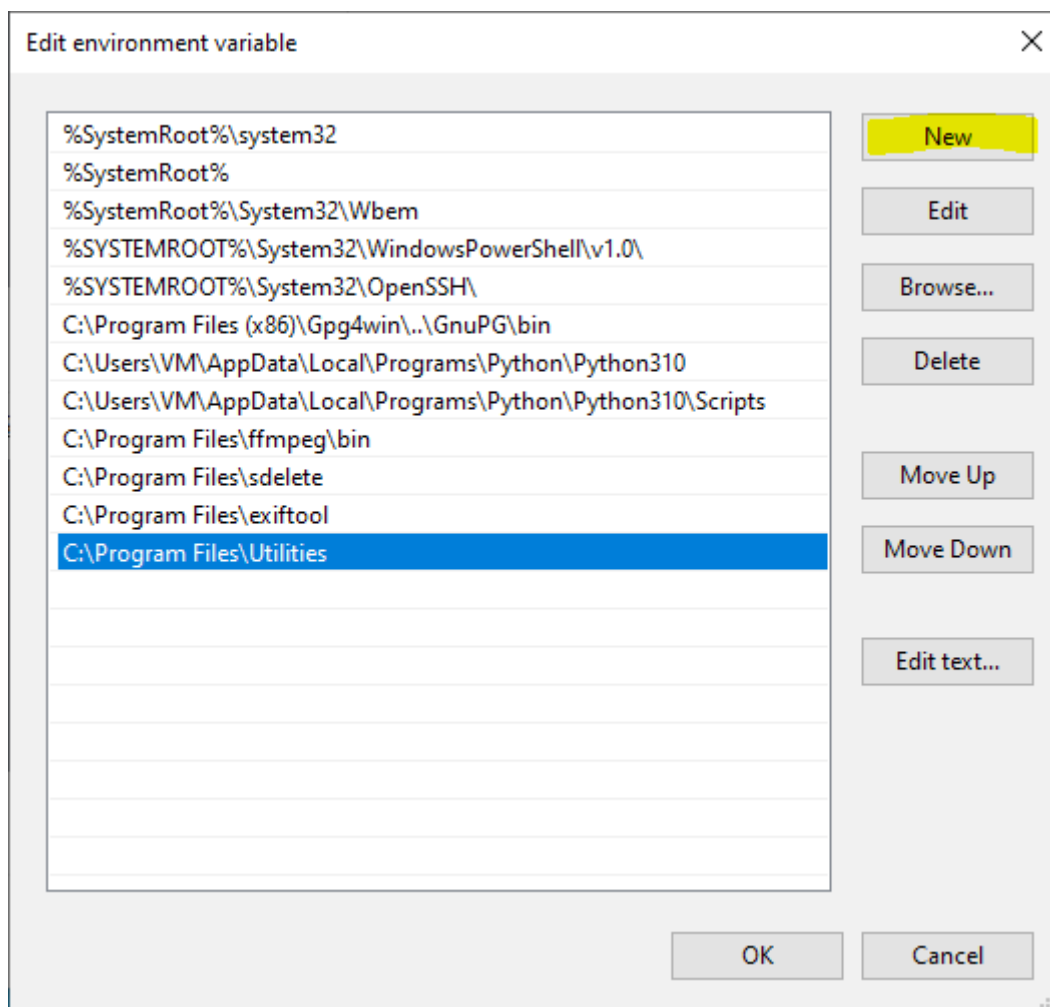 Edit environment variable
%SystemRoot%\system32
%SystemRoot%
%SystemRoot%\System32\Wbem
%SYSTEMROOT%\System32\WindowsPowerShell\v1.0\
%SYSTEMROOT%\System32\OpenSSH\
C:\Program Files (x86)\Gpg4win\..\GnuPG\bin
C:\Users\VM\AppData\Local\Programs\Python\Python310
C:\Users\VM\AppData\Local\Programs\Python\Python310\Scripts
C:\Program Files\ffmpeg\bin
C:\Program Files\sdelete
C:\Program Files\exiftool
C:\Program Files\Utilities
New
Edit
Browse...
Delete
Move Up
Move Down
Edit text...
OK
Cancel